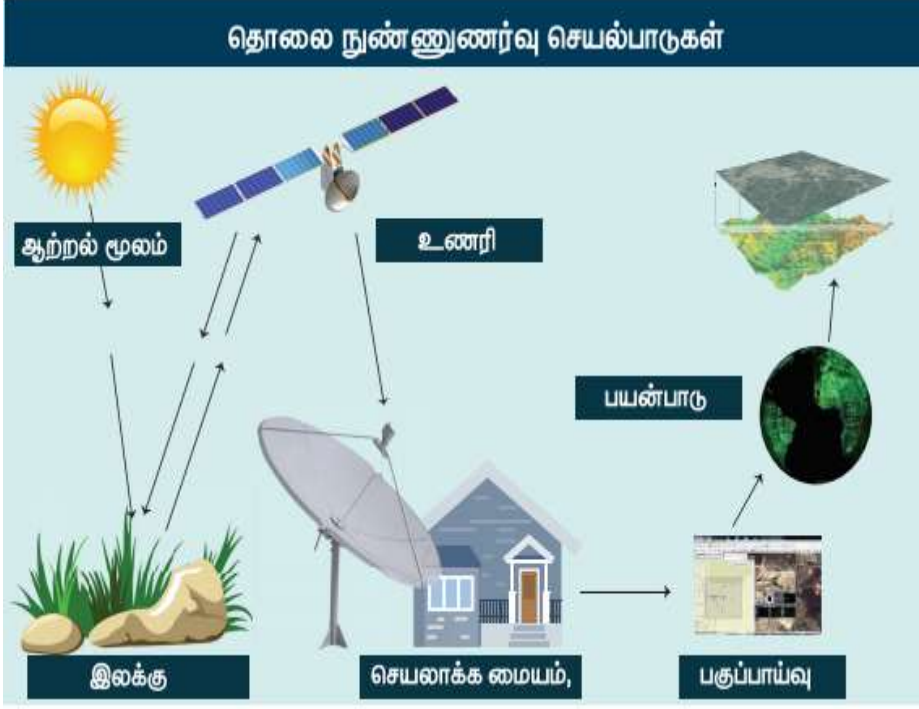 தொலை நுண்ணுணர்வு செயல்பாடுகள்
ஆற்றல் மூலம்
உணரி
பயன்பாடு
இலக்கு
செயலாக்க மையம்,
பகுப்பாய்வு